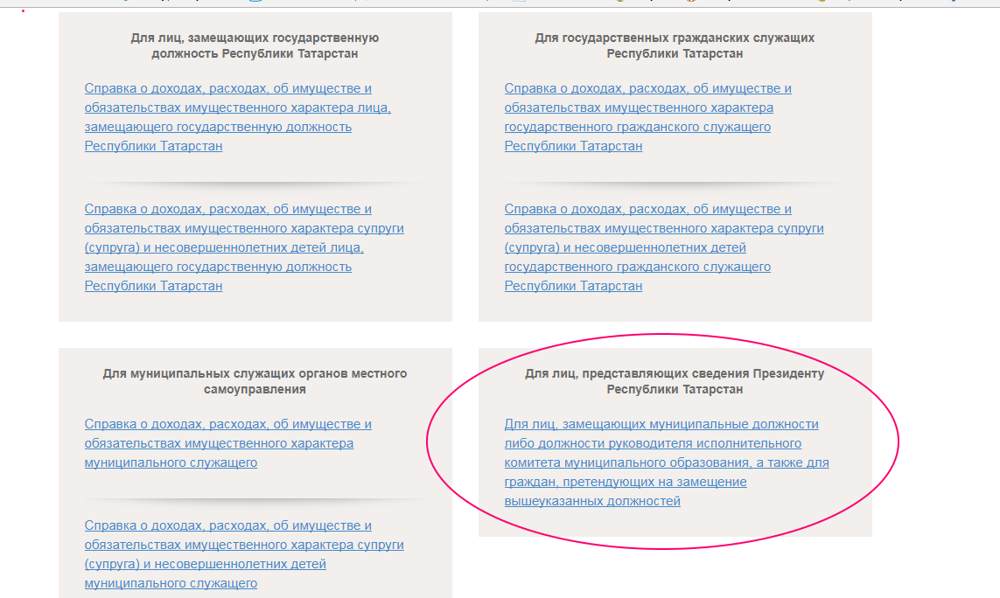 Для лиц, замещающих государственную
должность Республики Татарстан
Справка о доходах, расходах, об имуществе и
обязательствах имущественного характера лица,
замещающего государственную должность
Республики Татарстан
Справка о доходах, расходах, об имуществе и
обязательствах имущественного характера супруги
(супруга) и несовершеннолетних детей лица,
замещающего государственную должность
Республики Татарстан
Для государственных гражданских служащих
Республики Татарстан
Справка о доходах, расходах, об имуществе и
обязательствах имущественного характера
государственного гражданского служащего
Республики Татарстан
Справка о доходах, расходах, об имуществе и
обязательствах имущественного характера супруги
(супруга) и несовершеннолетних детей
государственного гражданского служащего
Республики Татарстан
Для муниципальных служащих органов местного
самоуправления
Справка о доходах, расходах, об имуществе и
обязательствах имущественного характера
муниципального служащего
Справка о доходах, расходах, об имуществе и
обязательствах имущественного характера супруги
(супруга) и несовершеннолетних детей
муниципального служащего
Для лиц, представляющих сведения Президенту
Республики Татарстан
Для лиц, замещающих муниципальные должности
либо должности руководителя исполнительного
комитета муниципального образования, а также для
граждан, претендующих на замещение
вышеуказанных должностей